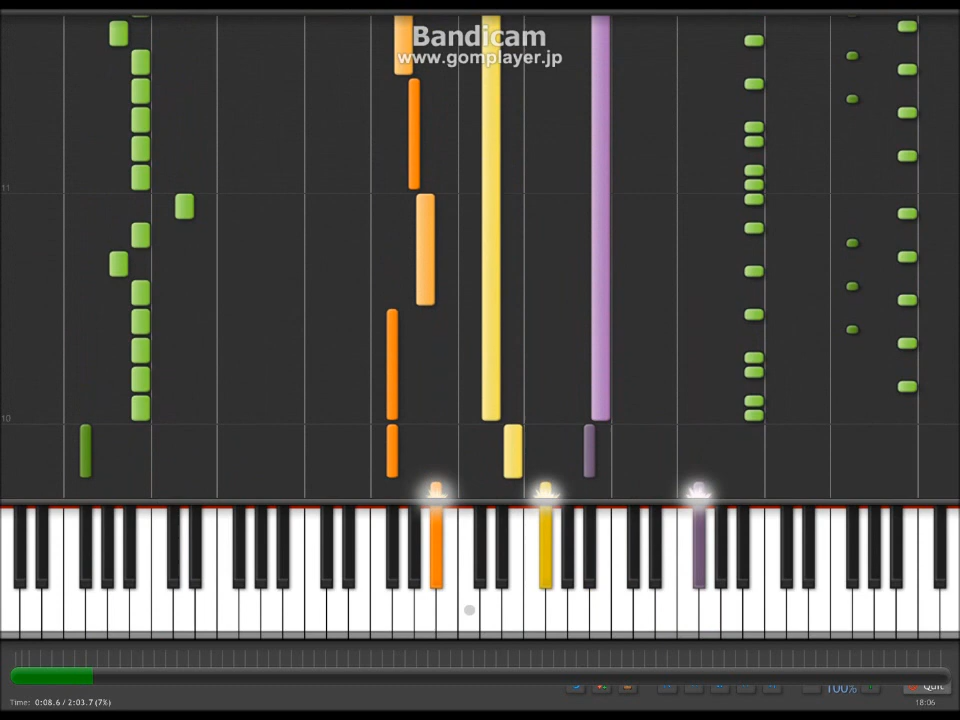 Bandicam
www.gomplayer.jp
11
10
100%
Quit
Time: 0:08.6 / 2:03.7 (7%)
18:06